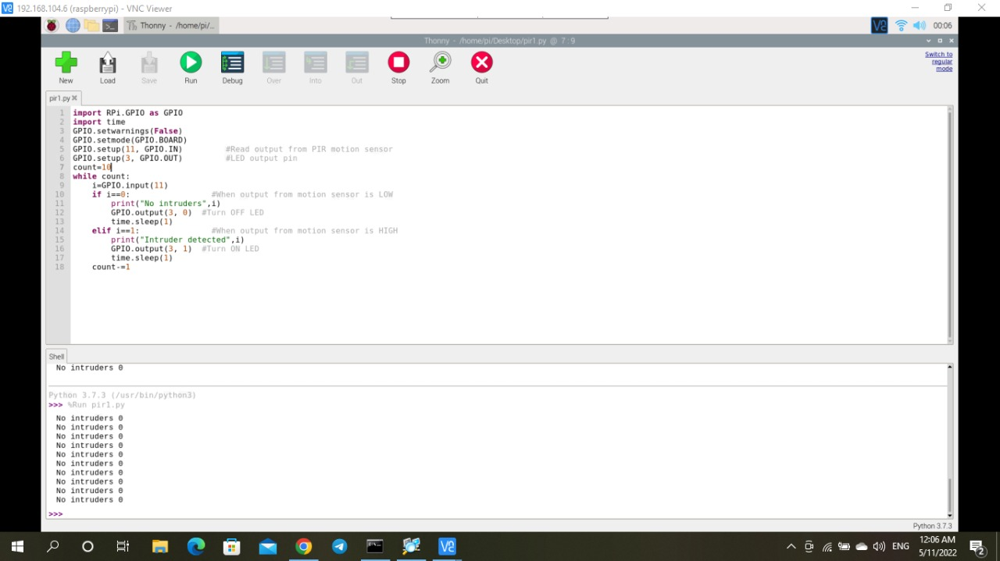 192.168.104.6 (raspberrypi) - VNC Viewer
Thonny - /home/pi/...
00:06
Thonny - /home/pi/Desktop/pir1.py @ 7 : 9
New
Load
Save
Run
Debug
Over
Into
Out
Stop
Zoom
Quit
Switch to
regular
mode
pir1.py
1 import RPi.GPIO as GPIO
2 import time
3 GPIO.setwarnings(False)
4 GPIO.setmode(GPIO.BOARD)
5 GPIO.setup(11, GPIO.IN) #Read output from PIR motion sensor
6 GPIO.setup(3, GPIO.OUT) #LED output pin
7 count=10
8 while count:
9 i=GPIO.input(11)
10 if i==0: #When output from motion sensor is LOW
11 print("No intruders",i)
12 GPIO.output(3, 0) #Turn OFF LED
13 time.sleep(1)
14 elif i==1: #When output from motion sensor is HIGH
15 print("Intruder detected",i)
16 GPIO.output(3, 1) #Turn ON LED
17 time.sleep(1)
18 count-=1
Shell
No intruders 0
Python 3.7.3 (/usr/bin/python3)
>>> %Run pir1.py
No intruders 0
No intruders 0
No intruders 0
No intruders 0
No intruders 0
No intruders 0
No intruders 0
No intruders 0
No intruders 0
No intruders 0
>>>
Python 3.7.3
ENG
12:06 AM
5/11/2022
2